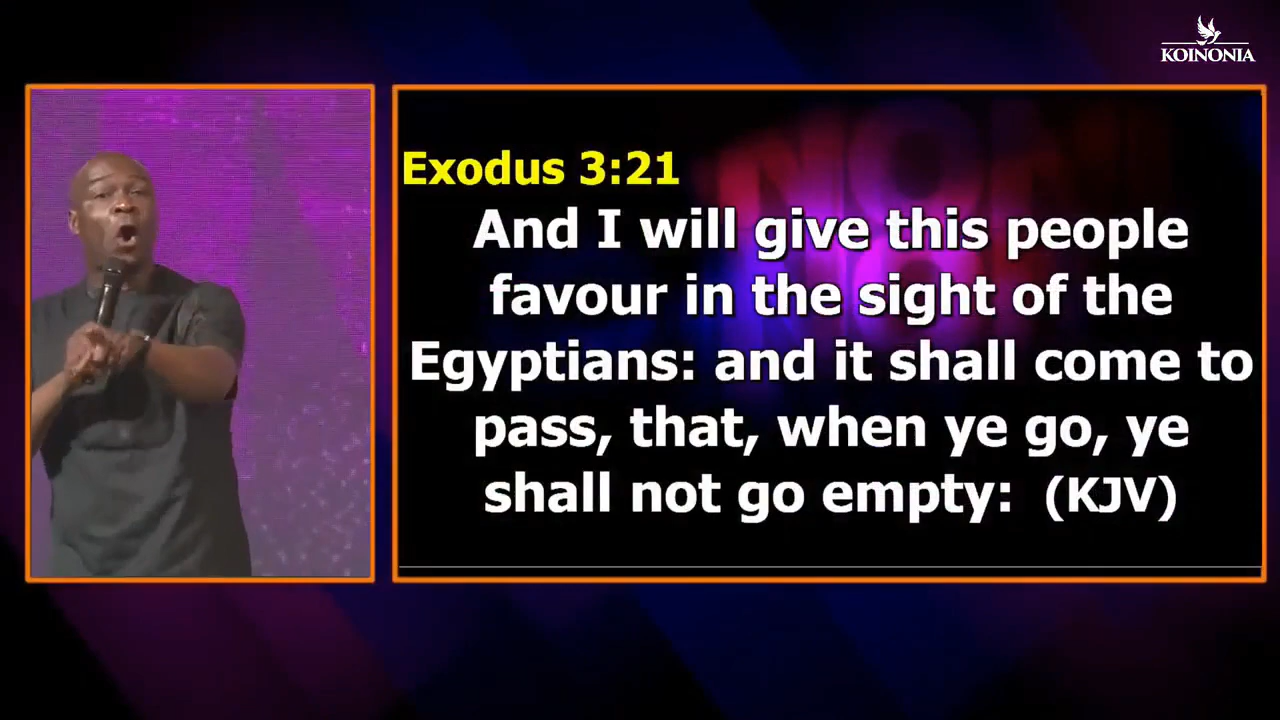 KOINONIA
Exodus 3:21
And I will give this people
favour in the sight of the
Egyptians: and it shall come to
pass, that, when ye go, ye
shall not go empty:  (KJV)